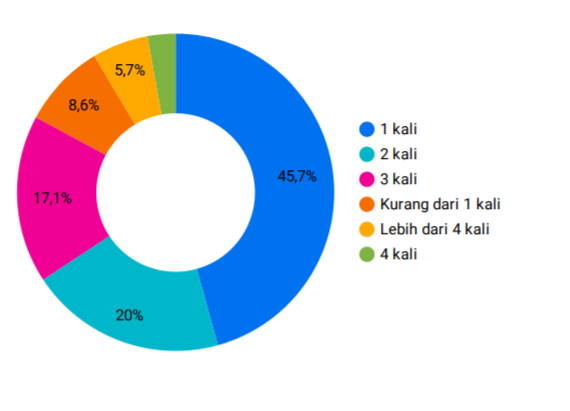 5,7%
8,6%
45,7%
17,1%
20%
1 kali
2 kali
3 kali
Kurang dari 1 kali
Lebih dari 4 kali
4 kali